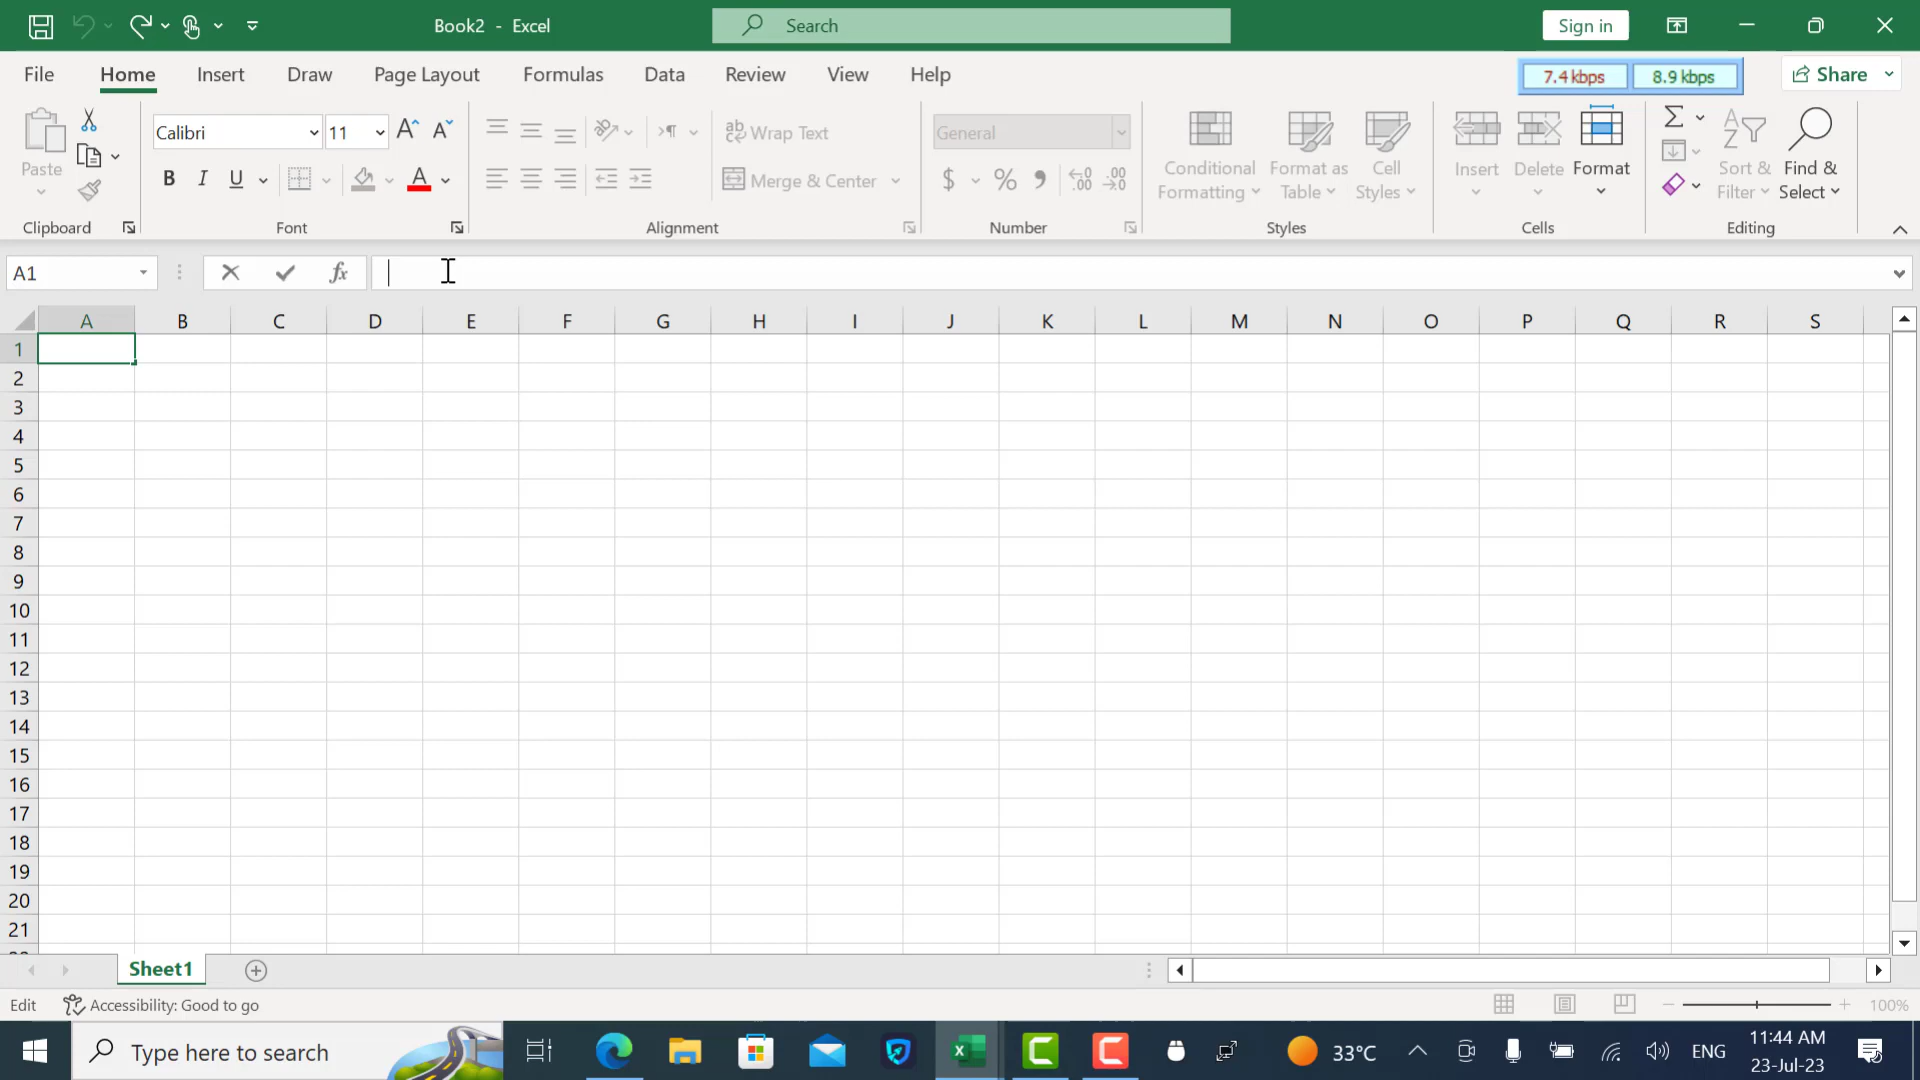 Book2 - Excel
Search
Sign in
File Home Insert Draw Page Layout Formulas Data Review View Help
7.4 kbps 8.9 kbps
Share
Paste
Clipboard
Calibri 11
B I U A
Font
Wrap Text
Merge & Center
Alignment
General
$ % ,
Number
Conditional Formatting
Format as Table
Cell Styles
Styles
Insert
Delete
Format
Cells
Sort & Filter
Find & Select
Editing
A1
fx
A B C D E F G H I J K L M N O P Q R S
1
2
3
4
5
6
7
8
9
10
11
12
13
14
15
16
17
18
19
20
21
Sheet1
Edit Accessibility: Good to go
100%
Type here to search
33°C
ENG
11:44 AM
23-Jul-23